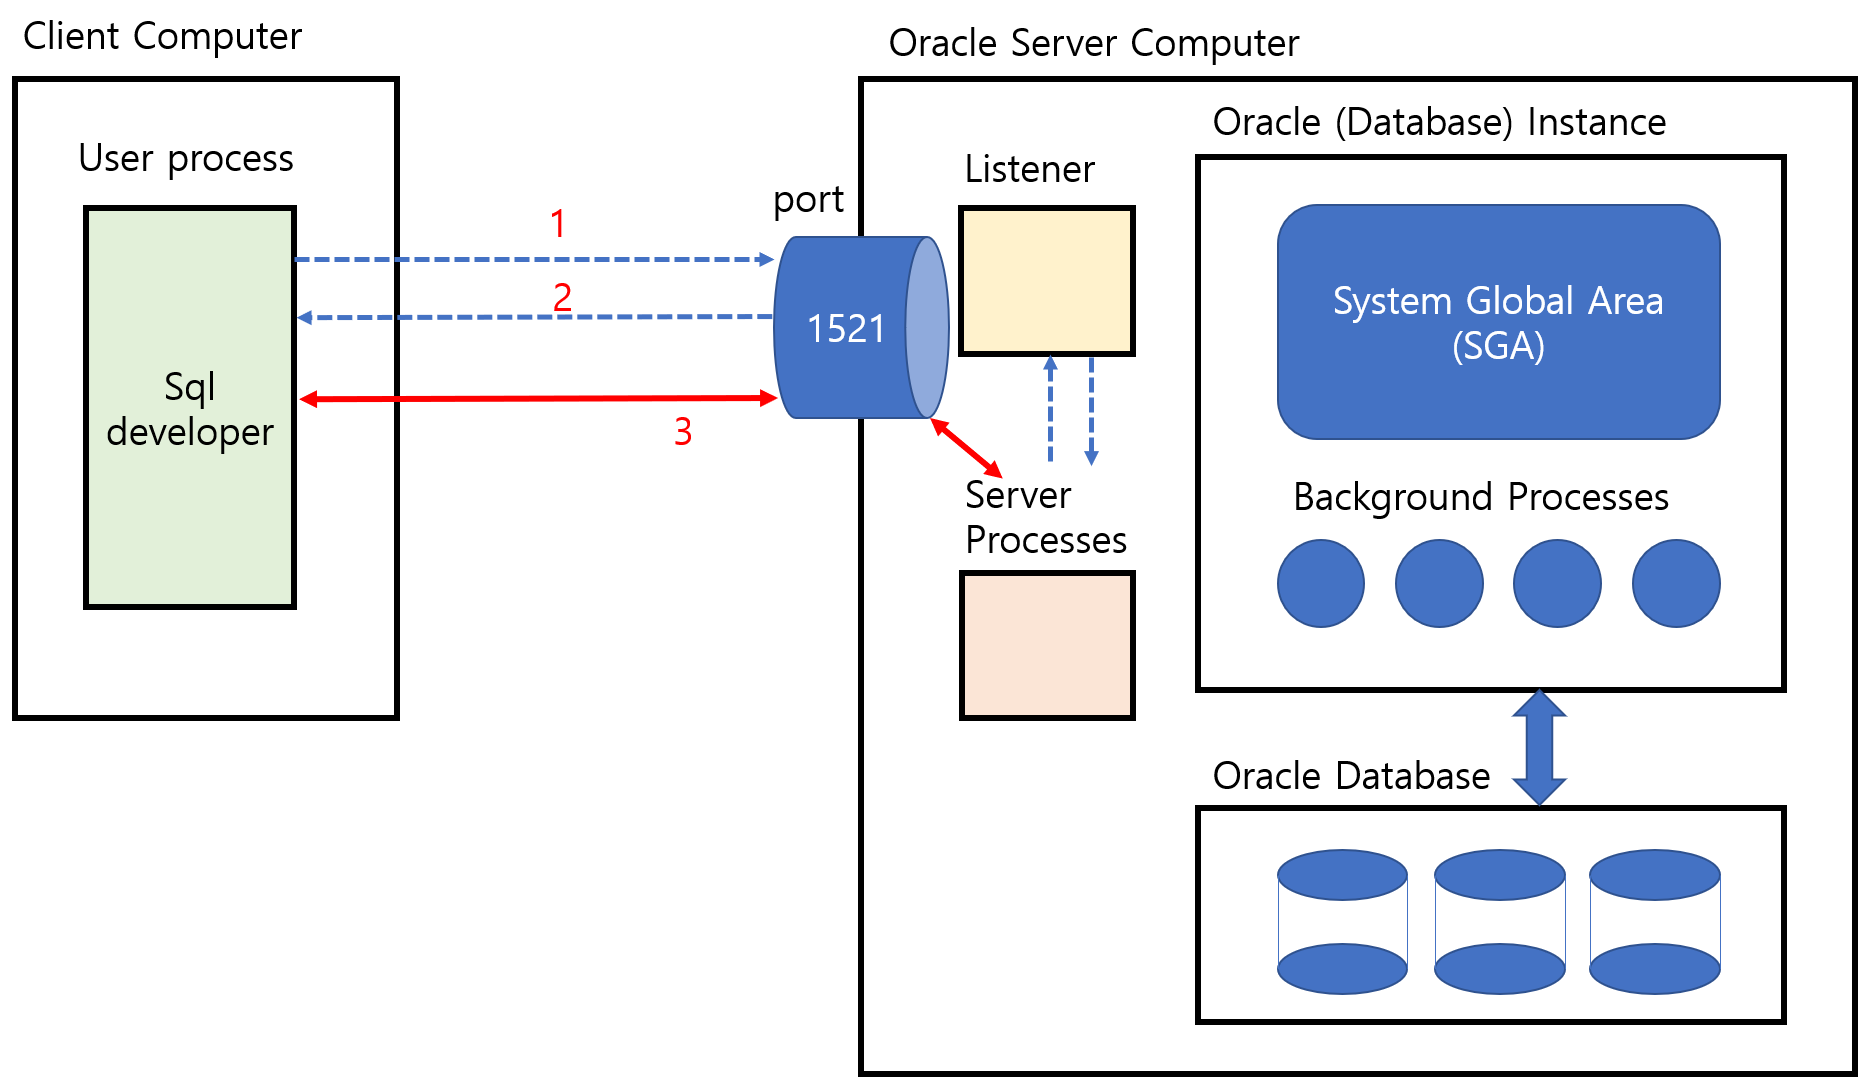 Client Computer
User process
Sql
developer
1
2
3
port
1521
Oracle Server Computer
Listener
Server
Processes
Oracle (Database) Instance
System Global Area
(SGA)
Background Processes
Oracle Database